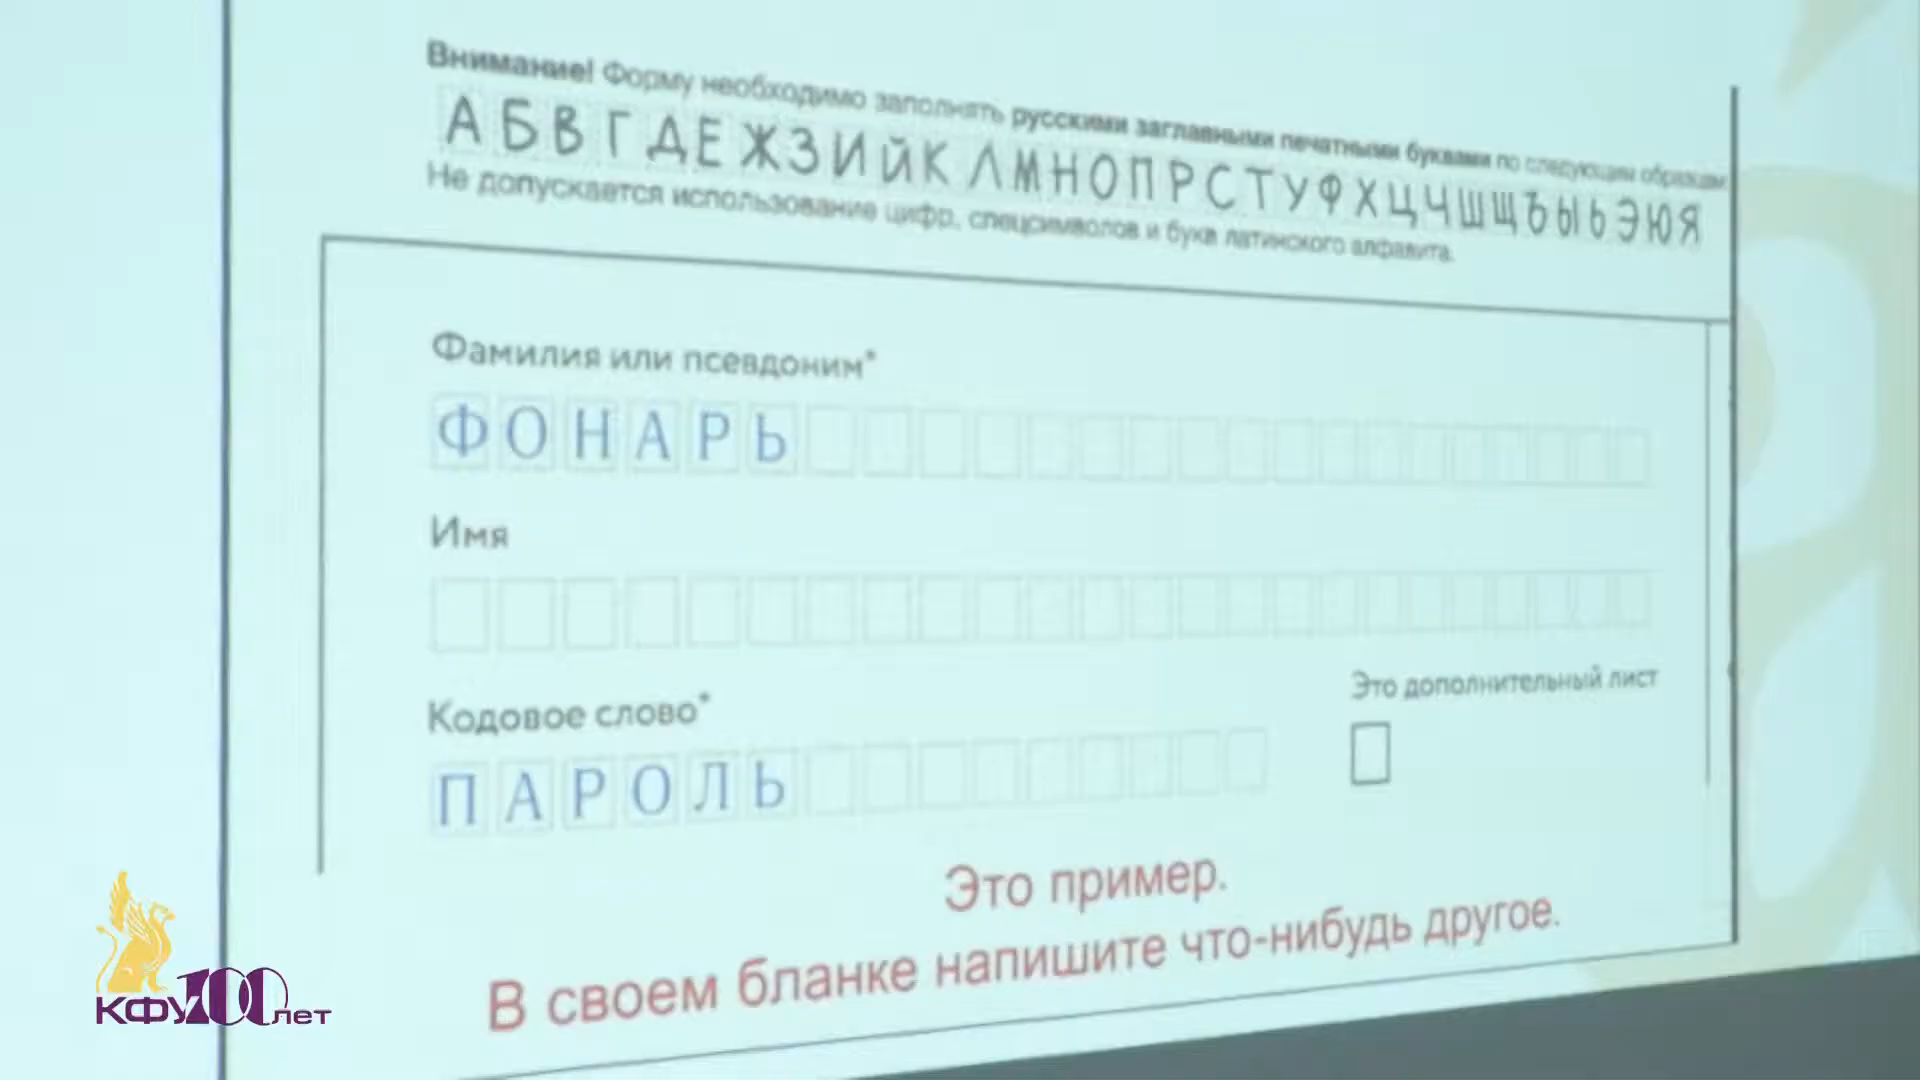 Внимание! Форму необходимо заполнять русскими заглавными печатными буквами по следующим образцам:
А Б В Г Д Е Ж З И Й К Л М Н О П Р С Т У Ф Х Ц Ч Ш Щ Ъ Ы Ь Э Ю Я
Не допускается использование цифр, спецсимволов и букв латинского алфавита.
Фамилия или псевдоним*
ФОНАРЬ
Имя
Кодовое слово*
Это дополнительный лист
ПАРОЛЬ
Это пример.
В своем бланке напишите что-нибудь другое.
КФУ 100 лет